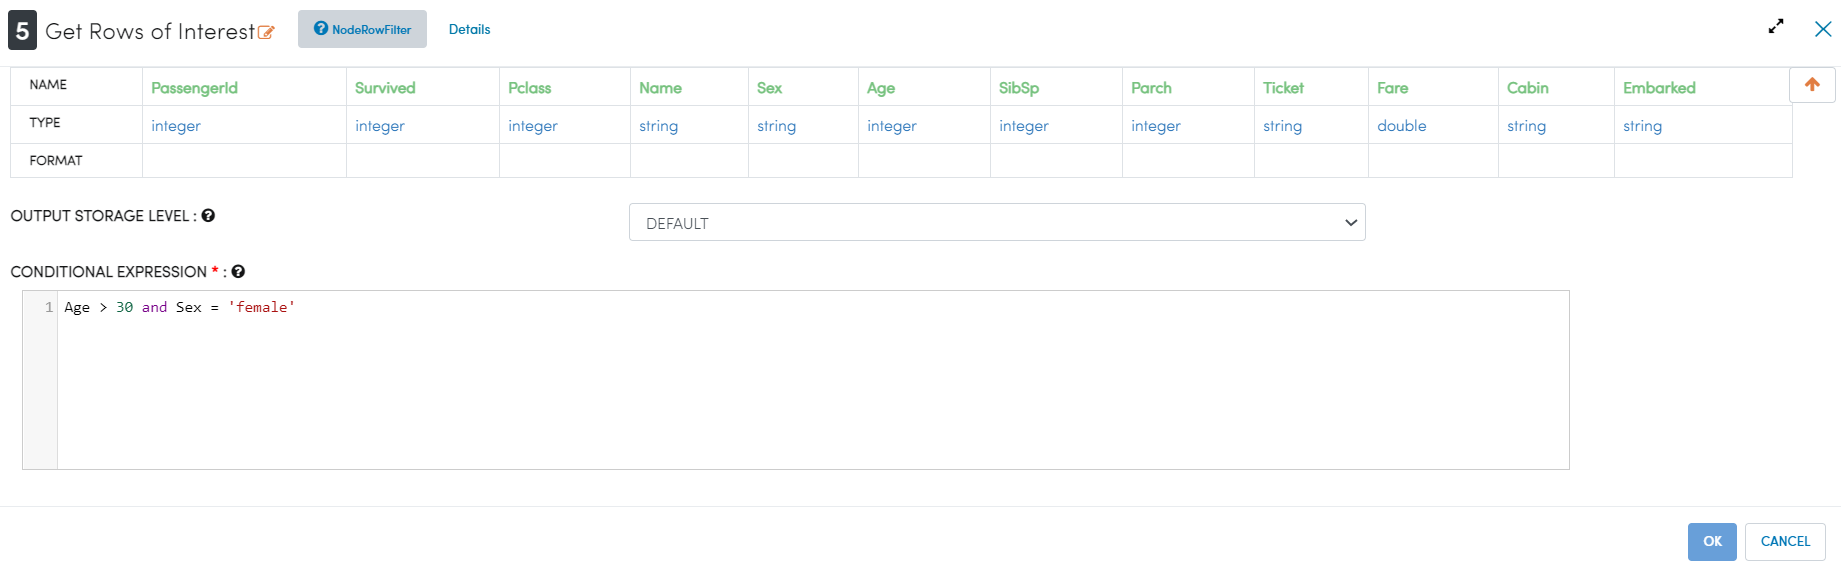 5 Get Rows of Interest NodeRowFilter Details
NAME PassengerId Survived Pclass Name Sex Age SibSp Parch Ticket Fare Cabin Embarked
TYPE integer integer integer string string integer integer integer string double string string
FORMAT
OUTPUT STORAGE LEVEL : DEFAULT
CONDITIONAL EXPRESSION * :
1 Age > 30 and Sex = 'female'
OK CANCEL